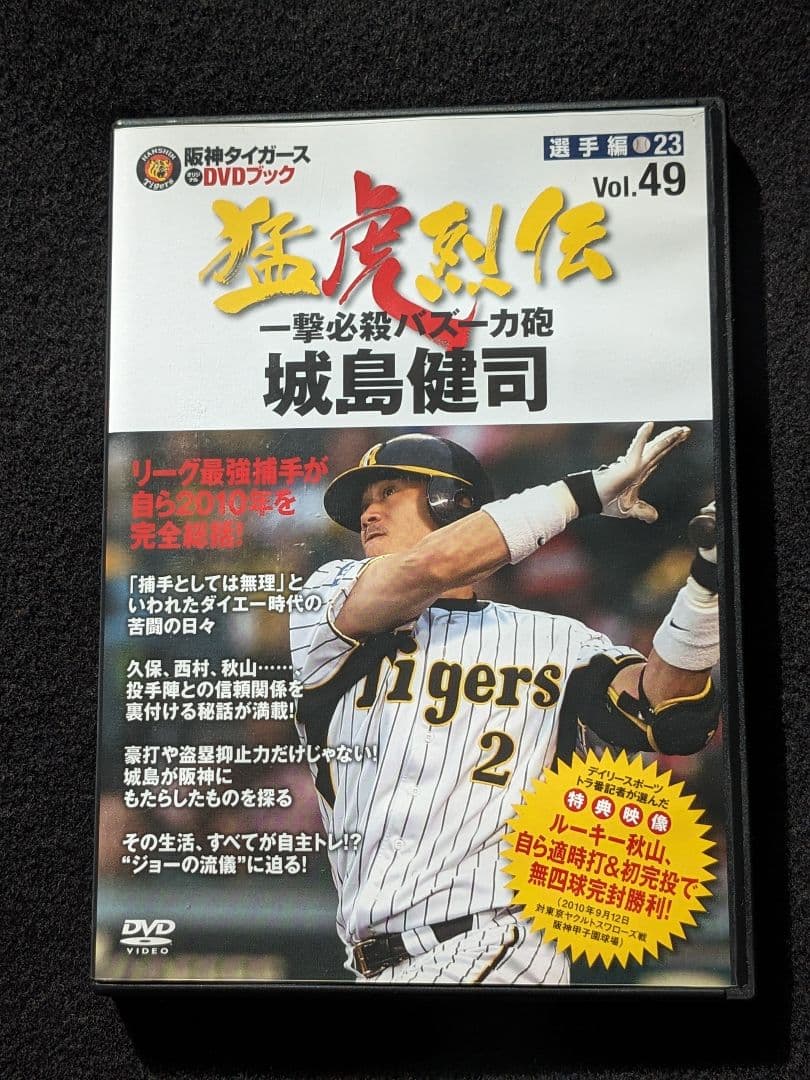 HANSHIN
Tigers
阪神タイガース
オリジナル
DVDブック
選手編 23
Vol.49
猛虎烈伝
一撃必殺バズーカ砲
城島健司
リーグ最強捕手が
自ら2010年を
完全総括!
「捕手としては無理」と
いわれたダイエー時代の
苦闘の日々
久保、西村、秋山……、
投手陣との信頼関係を
裏付ける秘話が満載!
豪打や盗塁抑止力だけじゃない!
城島が阪神に
もたらしたものを探る
その生活、すべてが自主トレ!?
“ジョーの流儀”に迫る!
H
Tigers
2
デイリースポーツ
トラ番記者が選んだ
特典映像
ルーキー秋山、
自ら適時打&初完投で
無四球完封勝利!
(2010年9月12日
対東京ヤクルトスワローズ戦
阪神甲子園球場)
DVD
VIDEO